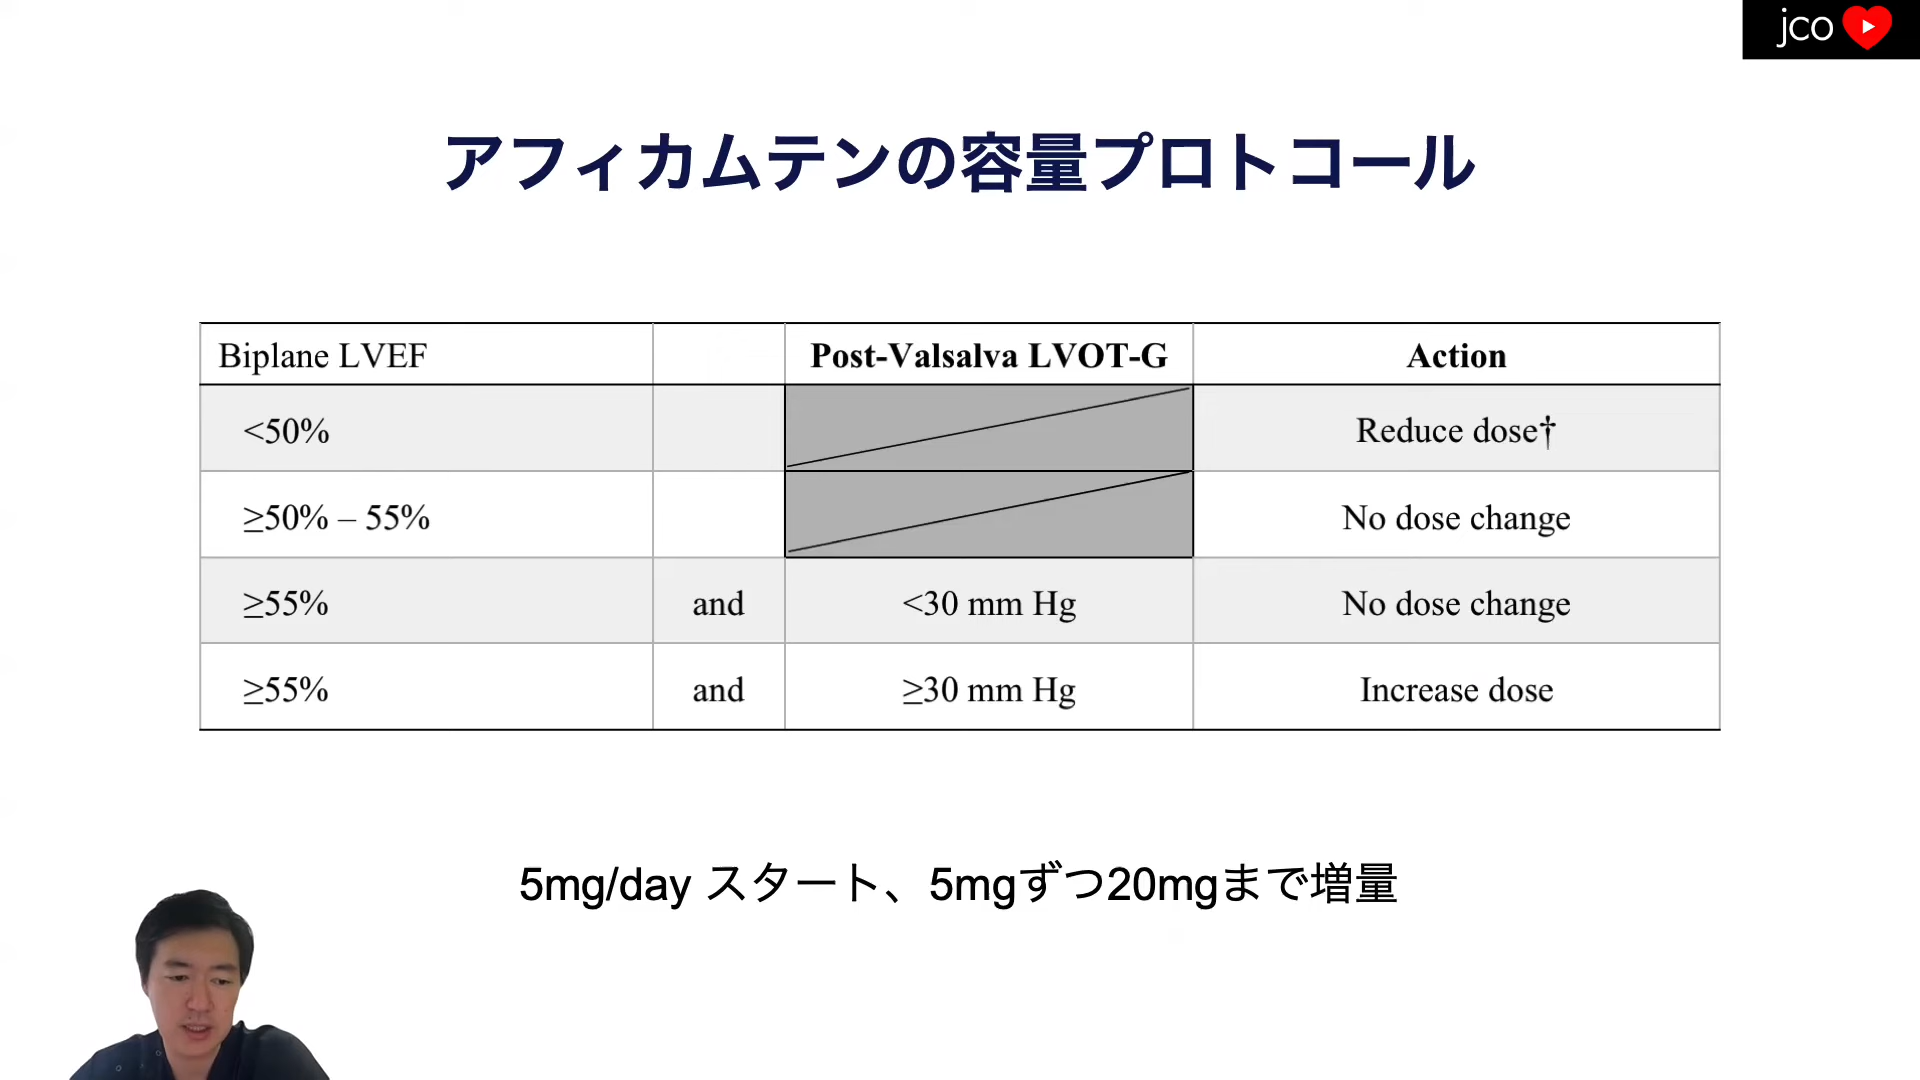 jco
アフィカムテンの容量プロトコール
Biplane LVEF Post-Valsalva LVOT-G Action
<50% Reduce dose†
≥50% – 55% No dose change
≥55% and <30 mm Hg No dose change
≥55% and ≥30 mm Hg Increase dose
5mg/day スタート、5mgずつ20mgまで増量